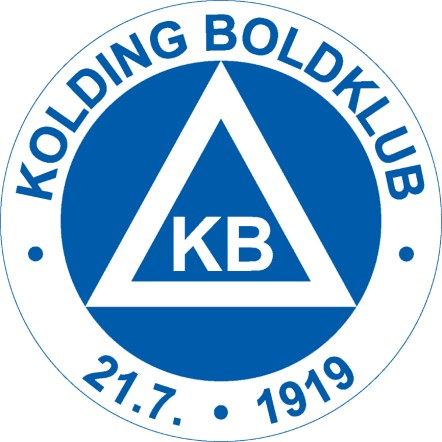 KOLDING BOLDKLUB
KB
21.7. • 1919